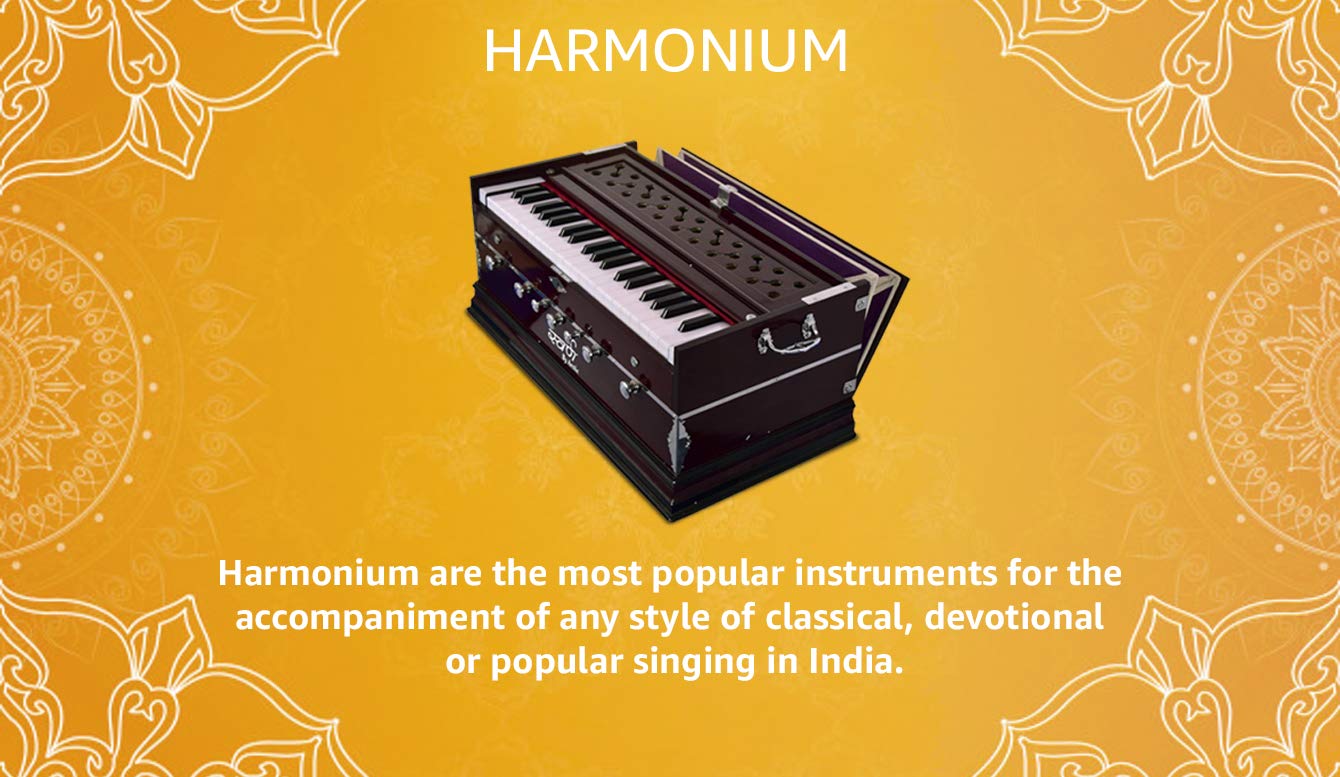 HARMONIUM
Harmonium are the most popular instruments for the
accompaniment of any style of classical, devotional
or popular singing in India.